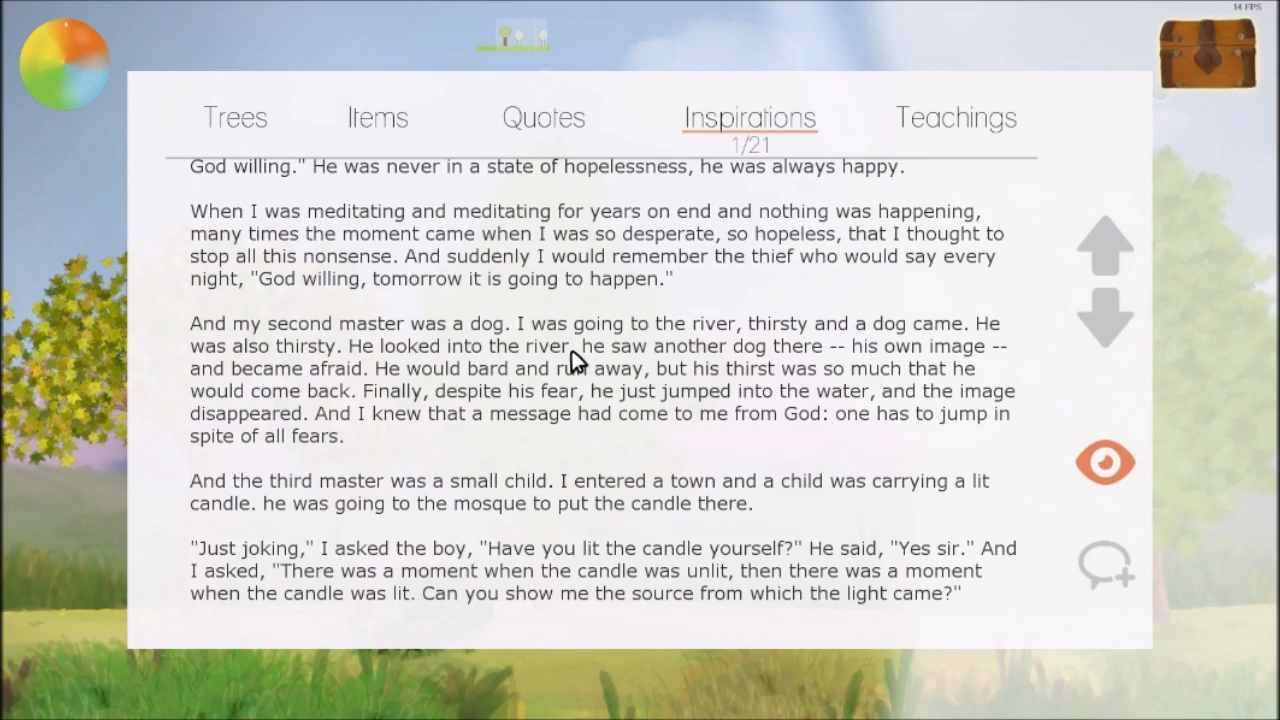 14 FPS
Trees Items Quotes Inspirations Teachings
1/21
God willing." He was never in a state of hopelessness, he was always happy.
When I was meditating and meditating for years on end and nothing was happening,
many times the moment came when I was so desperate, so hopeless, that I thought to
stop all this nonsense. And suddenly I would remember the thief who would say every
night, "God willing, tomorrow it is going to happen."
And my second master was a dog. I was going to the river, thirsty and a dog came. He
was also thirsty. He looked into the river, he saw another dog there -- his own image --
and became afraid. He would bard and run away, but his thirst was so much that he
would come back. Finally, despite his fear, he just jumped into the water, and the image
disappeared. And I knew that a message had come to me from God: one has to jump in
spite of all fears.
And the third master was a small child. I entered a town and a child was carrying a lit
candle. he was going to the mosque to put the candle there.
"Just joking," I asked the boy, "Have you lit the candle yourself?" He said, "Yes sir." And
I asked, "There was a moment when the candle was unlit, then there was a moment
when the candle was lit. Can you show me the source from which the light came?"